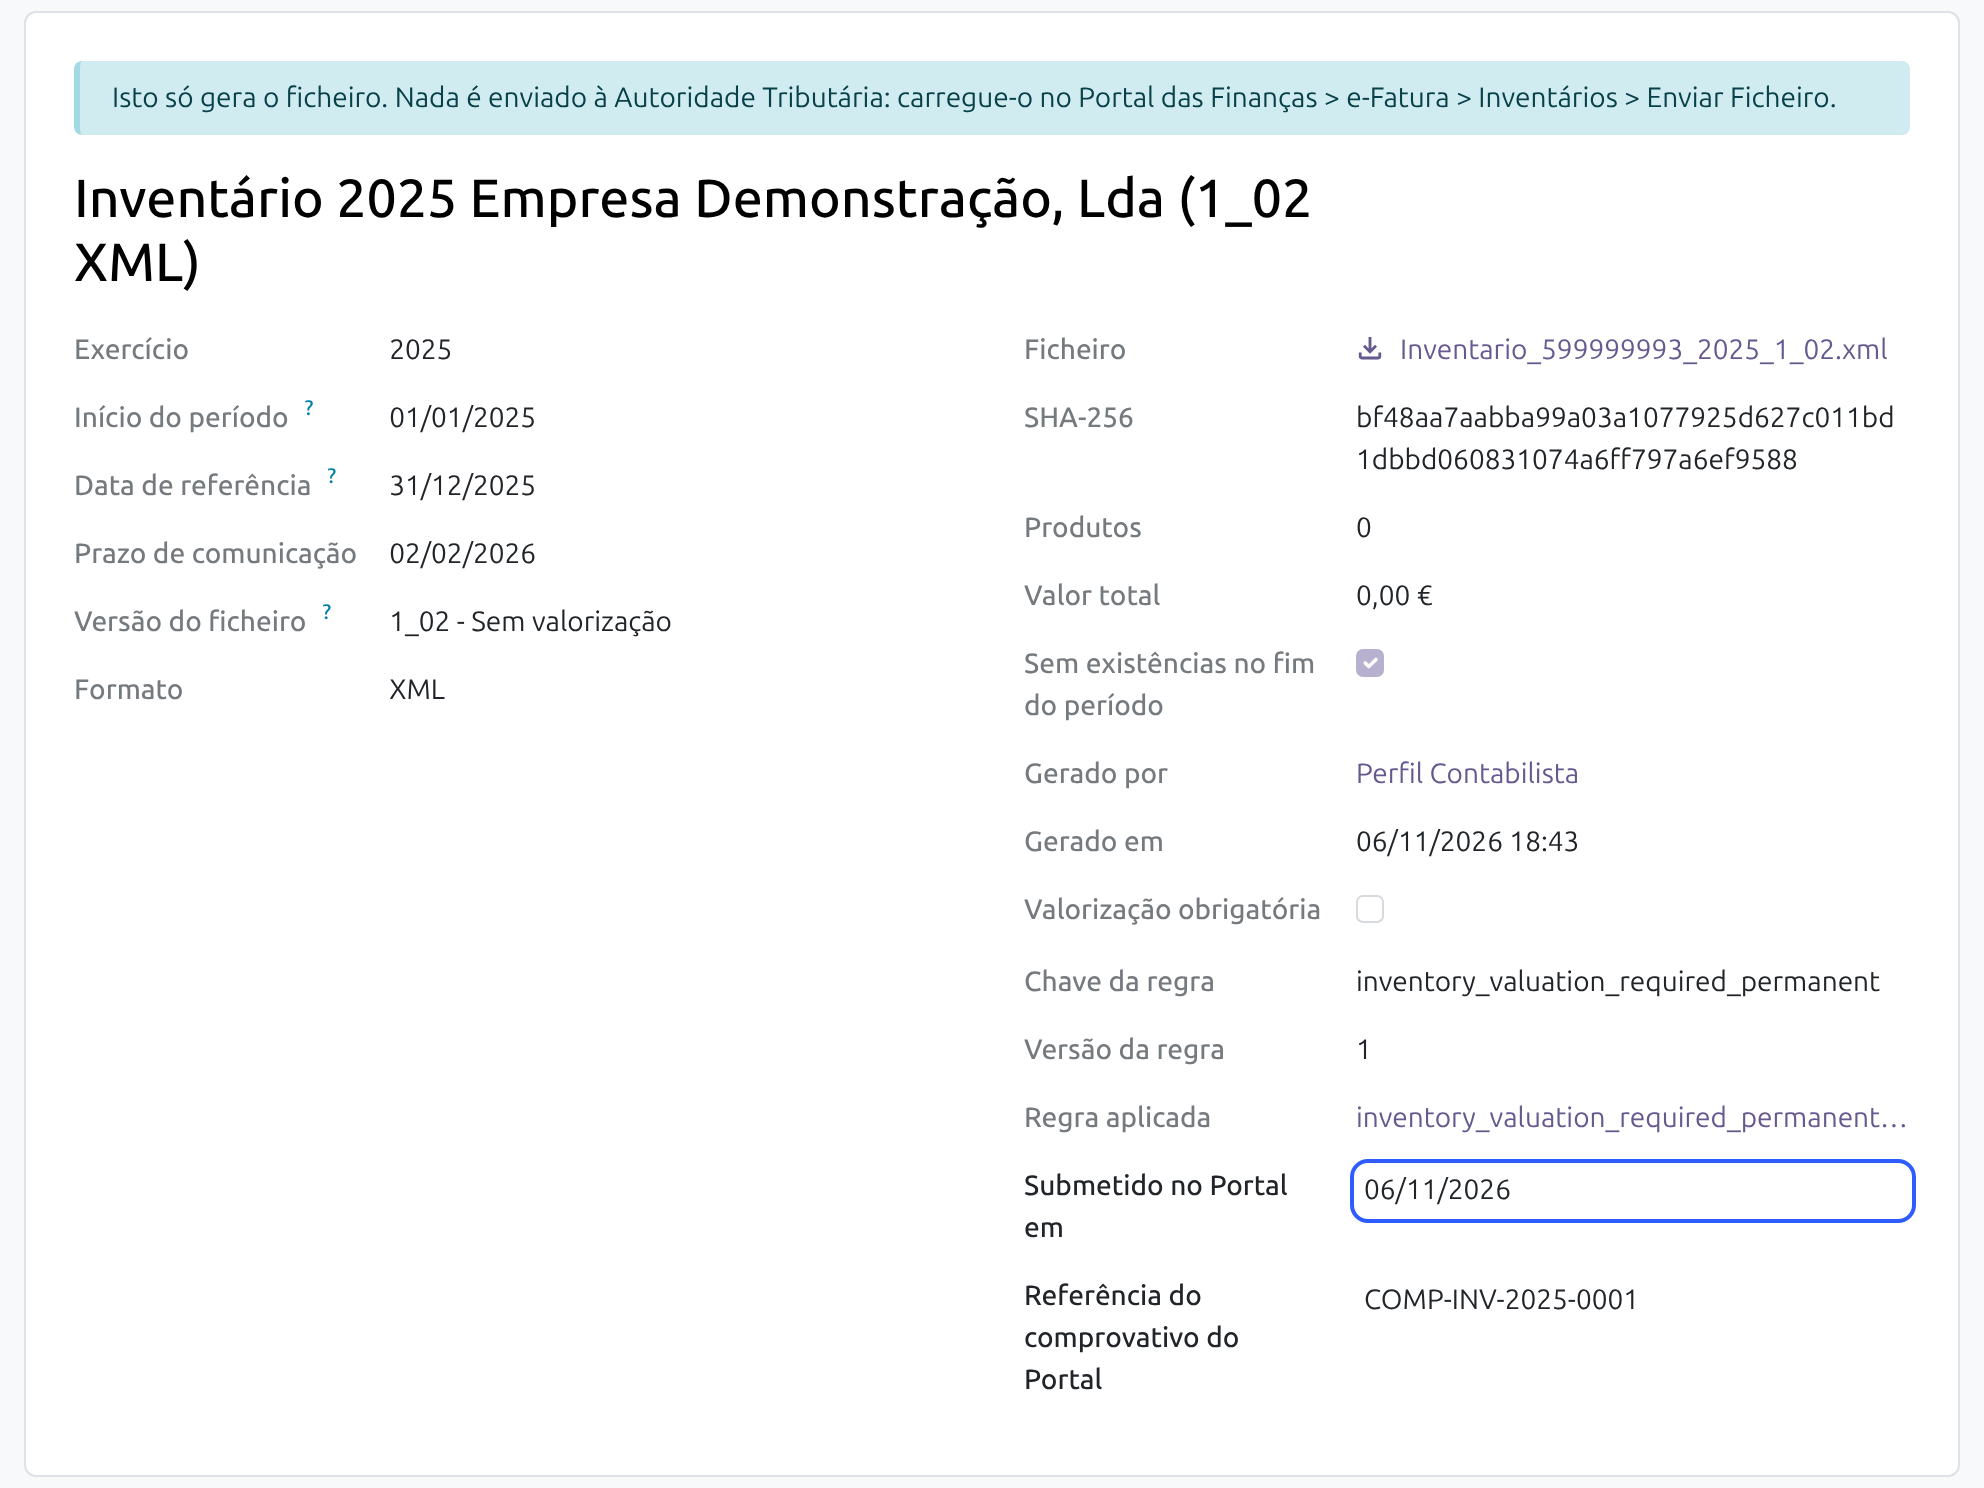 Isto só gera o ficheiro. Nada é enviado à Autoridade Tributária: carregue-o no Portal das Finanças > e-Fatura > Inventários > Enviar Ficheiro.
Inventário 2025 Empresa Demonstração, Lda (1_02
XML)
Exercício 2025
Início do período ? 01/01/2025
Data de referência ? 31/12/2025
Prazo de comunicação 02/02/2026
Versão do ficheiro ? 1_02 - Sem valorização
Formato XML
Ficheiro Inventario_599999993_2025_1_02.xml
SHA-256 bf48aa7aabba99a03a1077925d627c011bd
1dbbd060831074a6ff797a6ef9588
Produtos 0
Valor total 0,00 €
Sem existências no fim
do período
Gerado por Perfil Contabilista
Gerado em 06/11/2026 18:43
Valorização obrigatória
Chave da regra inventory_valuation_required_permanent
Versão da regra 1
Regra aplicada inventory_valuation_required_permanent...
Submetido no Portal 06/11/2026
em
Referência do COMP-INV-2025-0001
comprovativo do
Portal